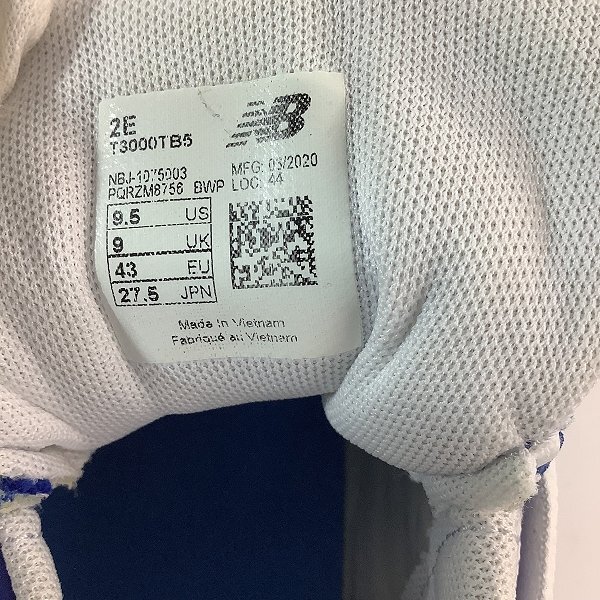 2E
NB
T3000TB5
NBJ-1075003
PQRZM8756 BWP
MFG: 03/2020
LOC: 44
9.5 US
9 UK
43 EU
27.5 JPN
Made in Vietnam
Fabriqué au Vietnam